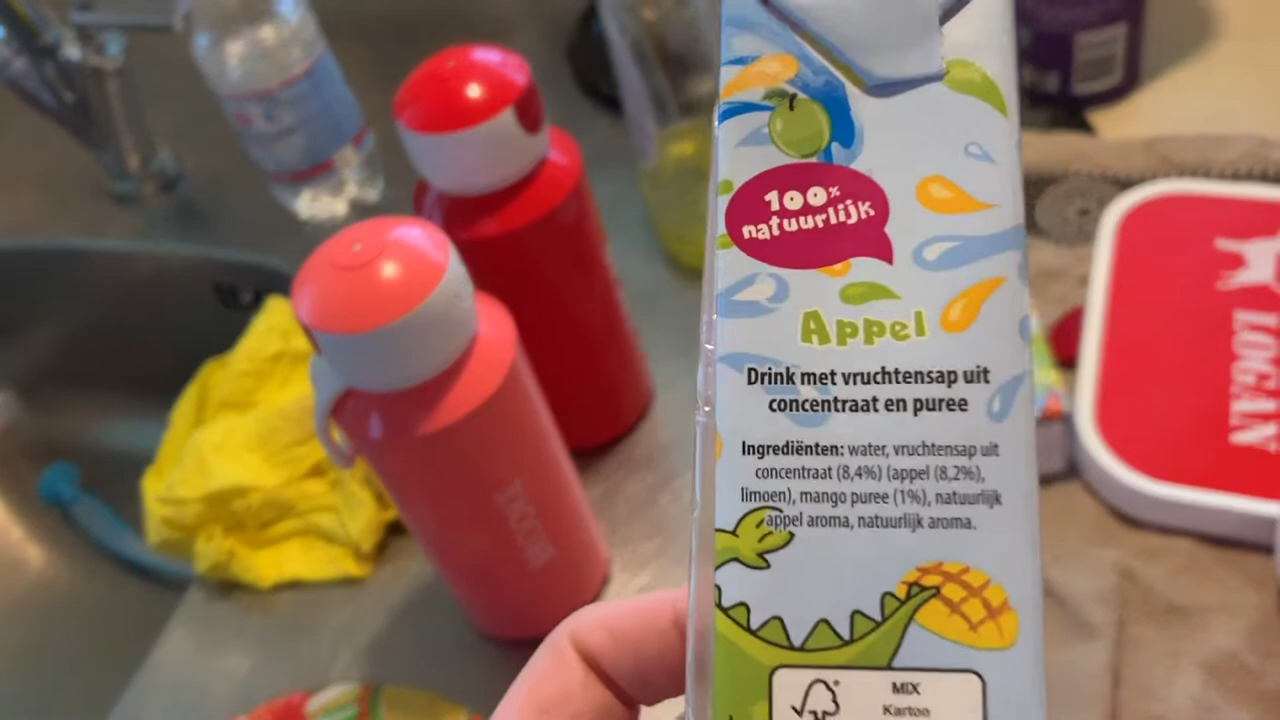 100%
natuurlijk
Appel
Drink met vruchtensap uit
concentraat en puree
Ingrediënten: water, vruchtensap uit
concentraat (8,4%) (appel (8,2%),
limoen), mango puree (1%), natuurlijk
appel aroma, natuurlijk aroma.
MIX
Karton
LOGAN